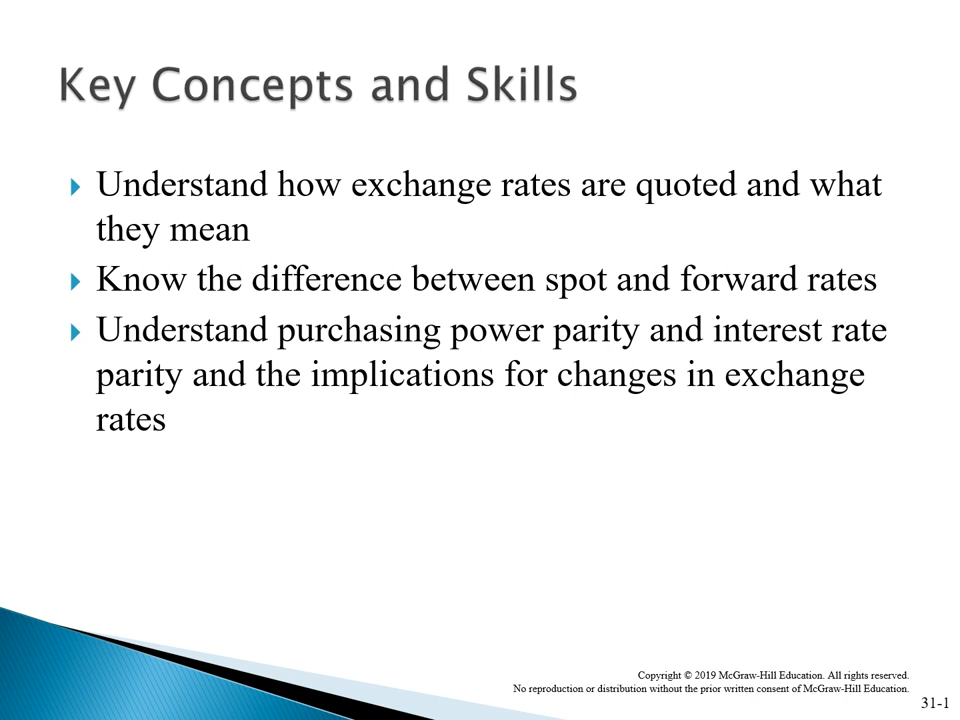 Key Concepts and Skills
Understand how exchange rates are quoted and what
they mean
Know the difference between spot and forward rates
Understand purchasing power parity and interest rate
parity and the implications for changes in exchange
rates
Copyright © 2019 McGraw-Hill Education. All rights reserved.
No reproduction or distribution without the prior written consent of McGraw-Hill Education.
31-1